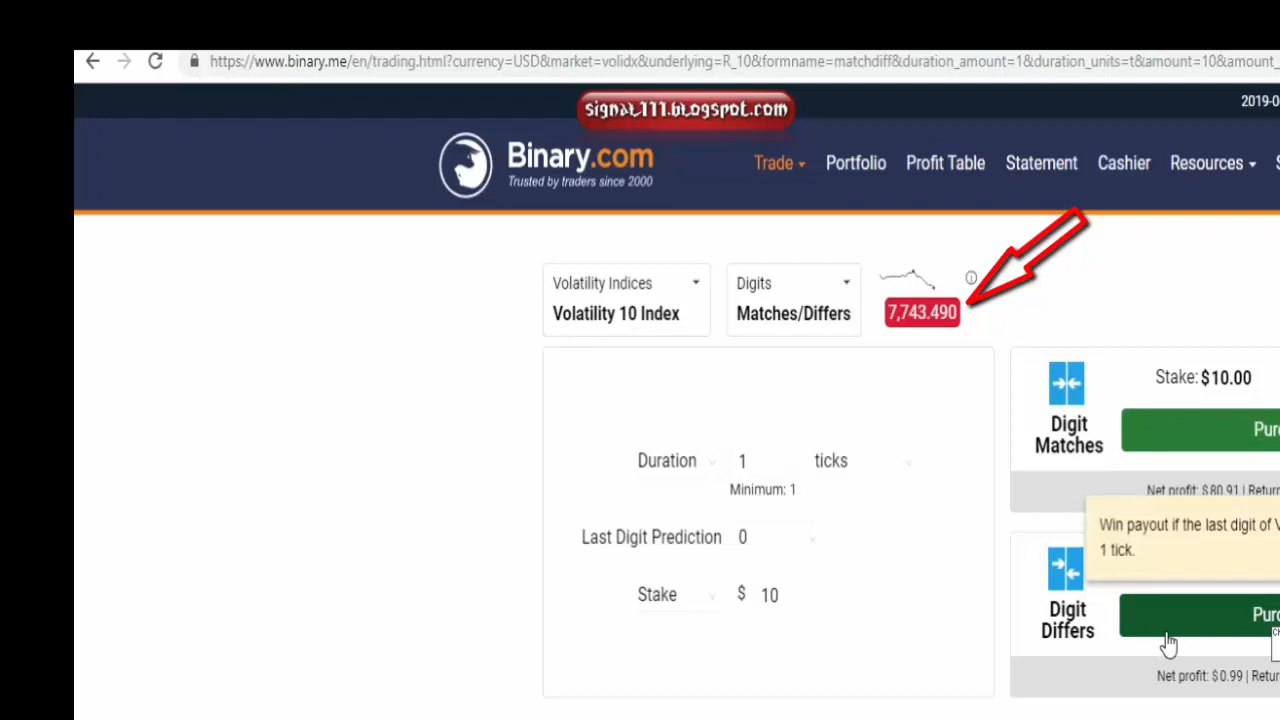 https://www.binary.me/en/trading.html?currency=USD&market=volidx&underlying=R_10&formname=matchdiff&duration_amount=1&duration_units=t&amount=10&amount_
2019-0
signal111.blogspot.com
Binary.com
Trusted by traders since 2000
Trade Portfolio Profit Table Statement Cashier Resources S
Volatility Indices
Volatility 10 Index
Digits
Matches/Differs
7,743.490
Stake: $10.00
Digit
Matches
Purc
Net profit: $80.91 | Return
Duration 1 ticks
Minimum: 1
Last Digit Prediction 0
Stake $ 10
Win payout if the last digit of V
1 tick.
Digit
Differs
Purc
Net profit: $0.99 | Return